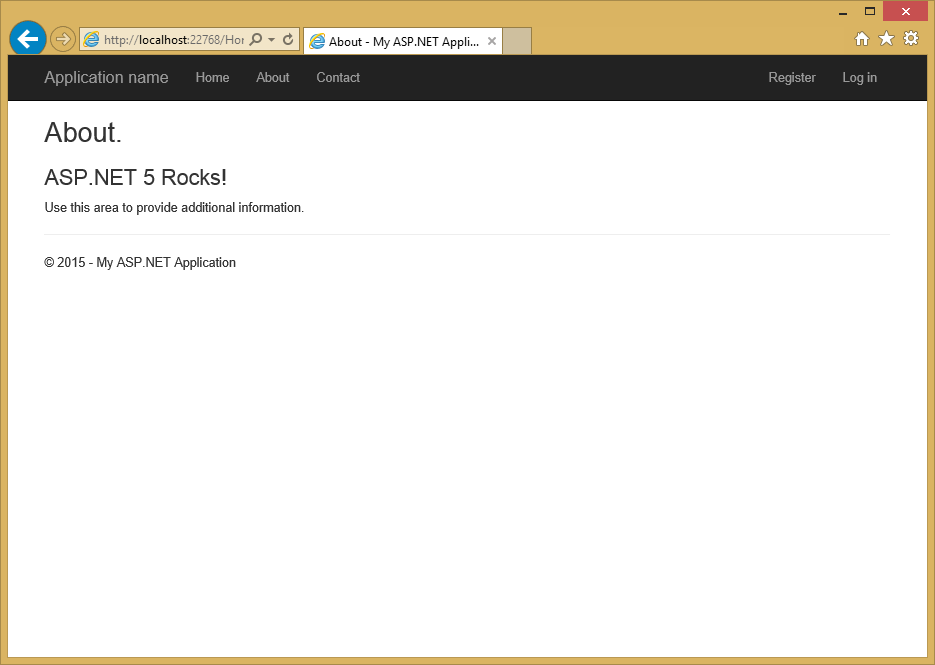 http://localhost:22768/Ho
About - My ASP.NET Appli...
Application name Home About Contact Register Log in
About.
ASP.NET 5 Rocks!
Use this area to provide additional information.
© 2015 - My ASP.NET Application